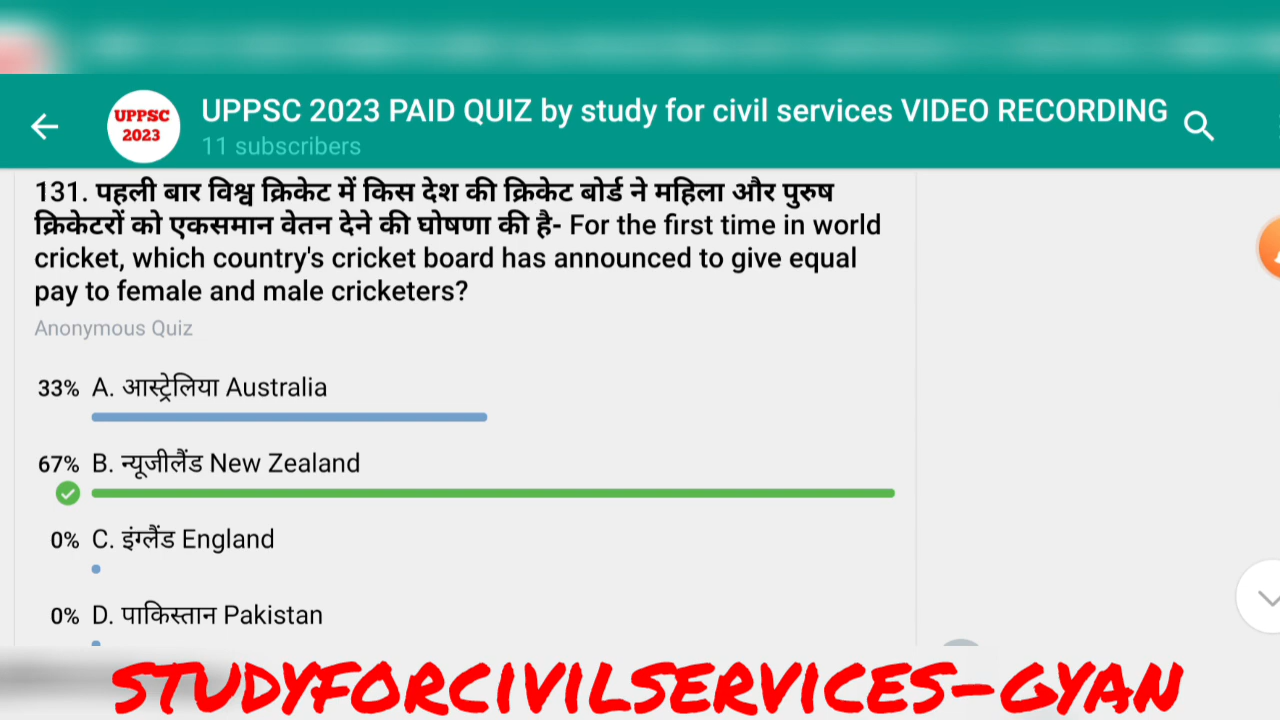 UPPSC
2023
UPPSC 2023 PAID QUIZ by study for civil services VIDEO RECORDING
11 subscribers
131. पहली बार विश्व क्रिकेट में किस देश की क्रिकेट बोर्ड ने महिला और पुरुष
क्रिकेटरों को एकसमान वेतन देने की घोषणा की है- For the first time in world
cricket, which country's cricket board has announced to give equal
pay to female and male cricketers?
Anonymous Quiz
33% A. आस्ट्रेलिया Australia
67% B. न्यूजीलैंड New Zealand
0% C. इंग्लैंड England
0% D. पाकिस्तान Pakistan
STUDYFORCIVILSERVICES-GYAN